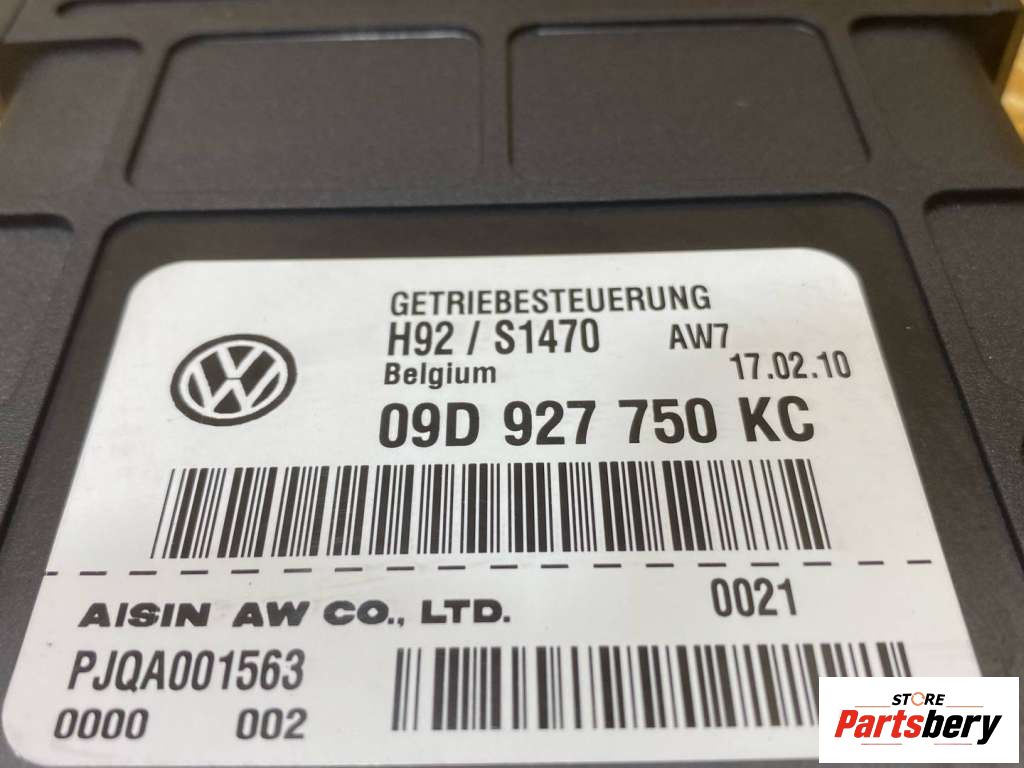 GETRIEBESTEUERUNG
H92 / S1470 AW7
Belgium 17.02.10
09D 927 750 KC
AISIN AW CO., LTD. 0021
PJQA001563
0000 002
STORE
Partsbery